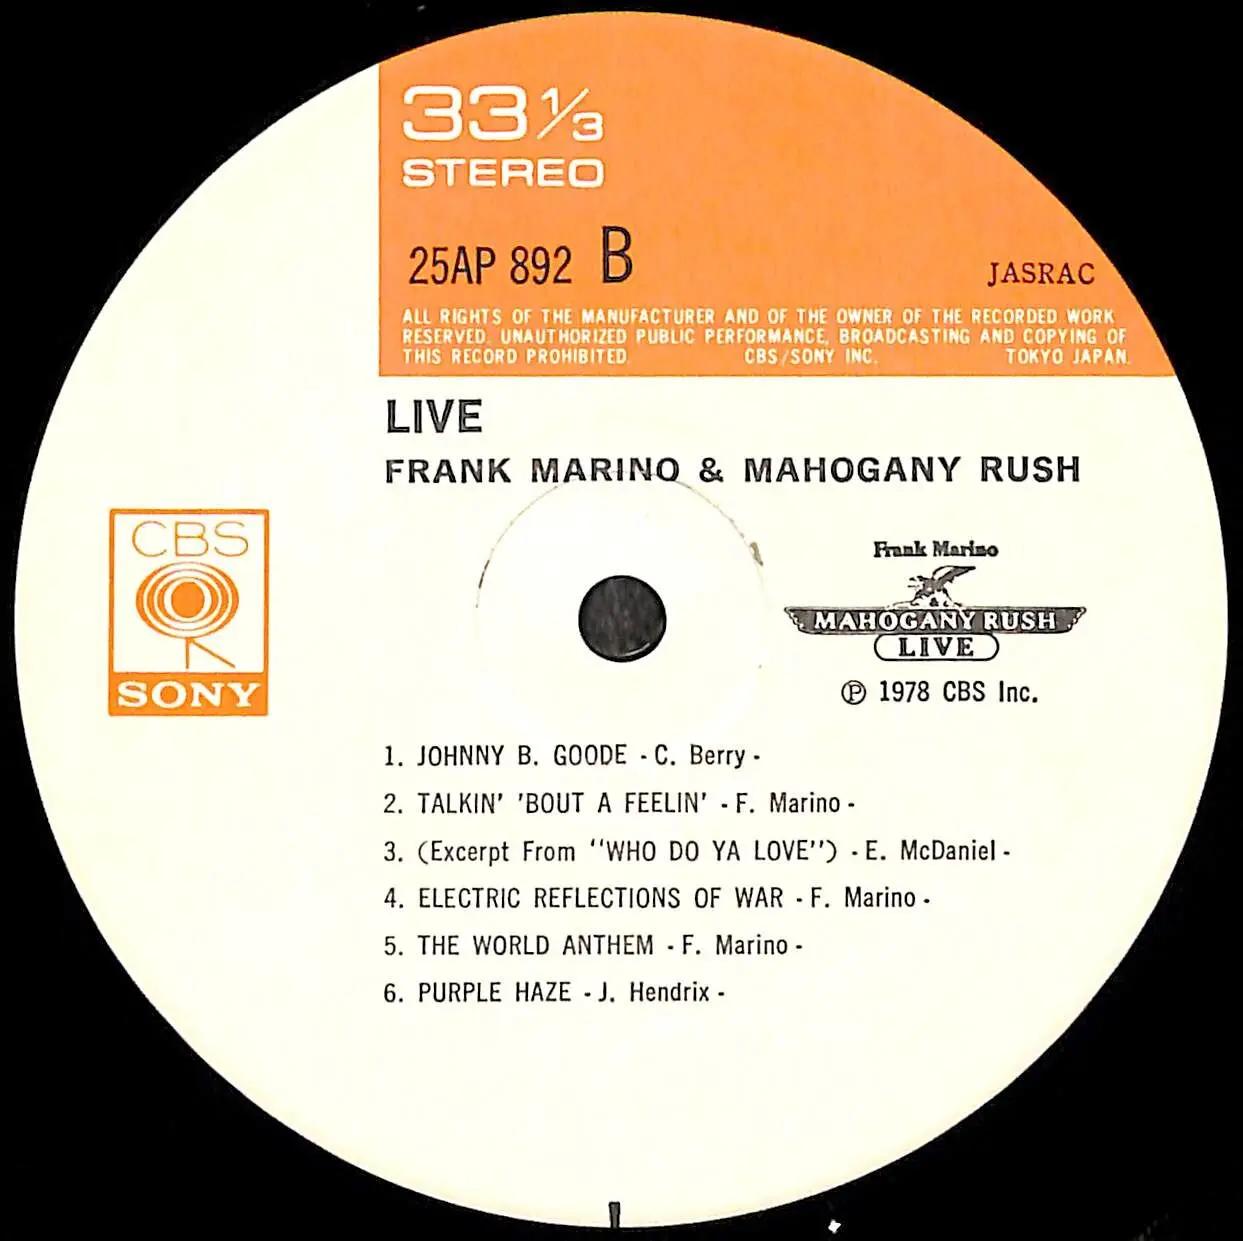 33 1/3
STEREO
25AP 892 B
JASRAC
ALL RIGHTS OF THE MANUFACTURER AND OF THE OWNER OF THE RECORDED WORK
RESERVED. UNAUTHORIZED PUBLIC PERFORMANCE, BROADCASTING AND COPYING OF
THIS RECORD PROHIBITED. CBS/SONY INC. TOKYO JAPAN.
LIVE
FRANK MARINO & MAHOGANY RUSH
CBS
SONY
Frank Marino
MAHOGANY RUSH
LIVE
Ⓟ 1978 CBS Inc.
1. JOHNNY B. GOODE - C. Berry -
2. TALKIN' 'BOUT A FEELIN' - F. Marino -
3. (Excerpt From "WHO DO YA LOVE") - E. McDaniel -
4. ELECTRIC REFLECTIONS OF WAR - F. Marino -
5. THE WORLD ANTHEM - F. Marino -
6. PURPLE HAZE - J. Hendrix -